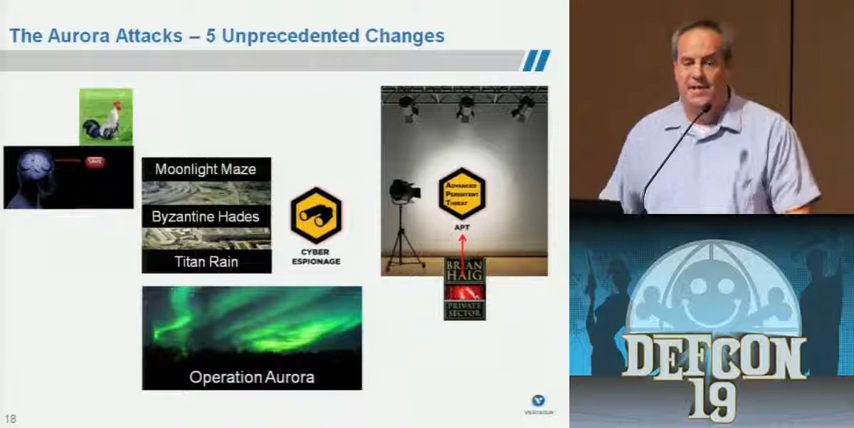 The Aurora Attacks – 5 Unprecedented Changes
Moonlight Maze
Byzantine Hades
Titan Rain
CYBER
ESPIONAGE
ADVANCED
PERSISTENT
THREAT
APT
BRIAN
HAIG
PRIVATE
SECTOR
Operation Aurora
18
VERISIGN
DEFCON
19